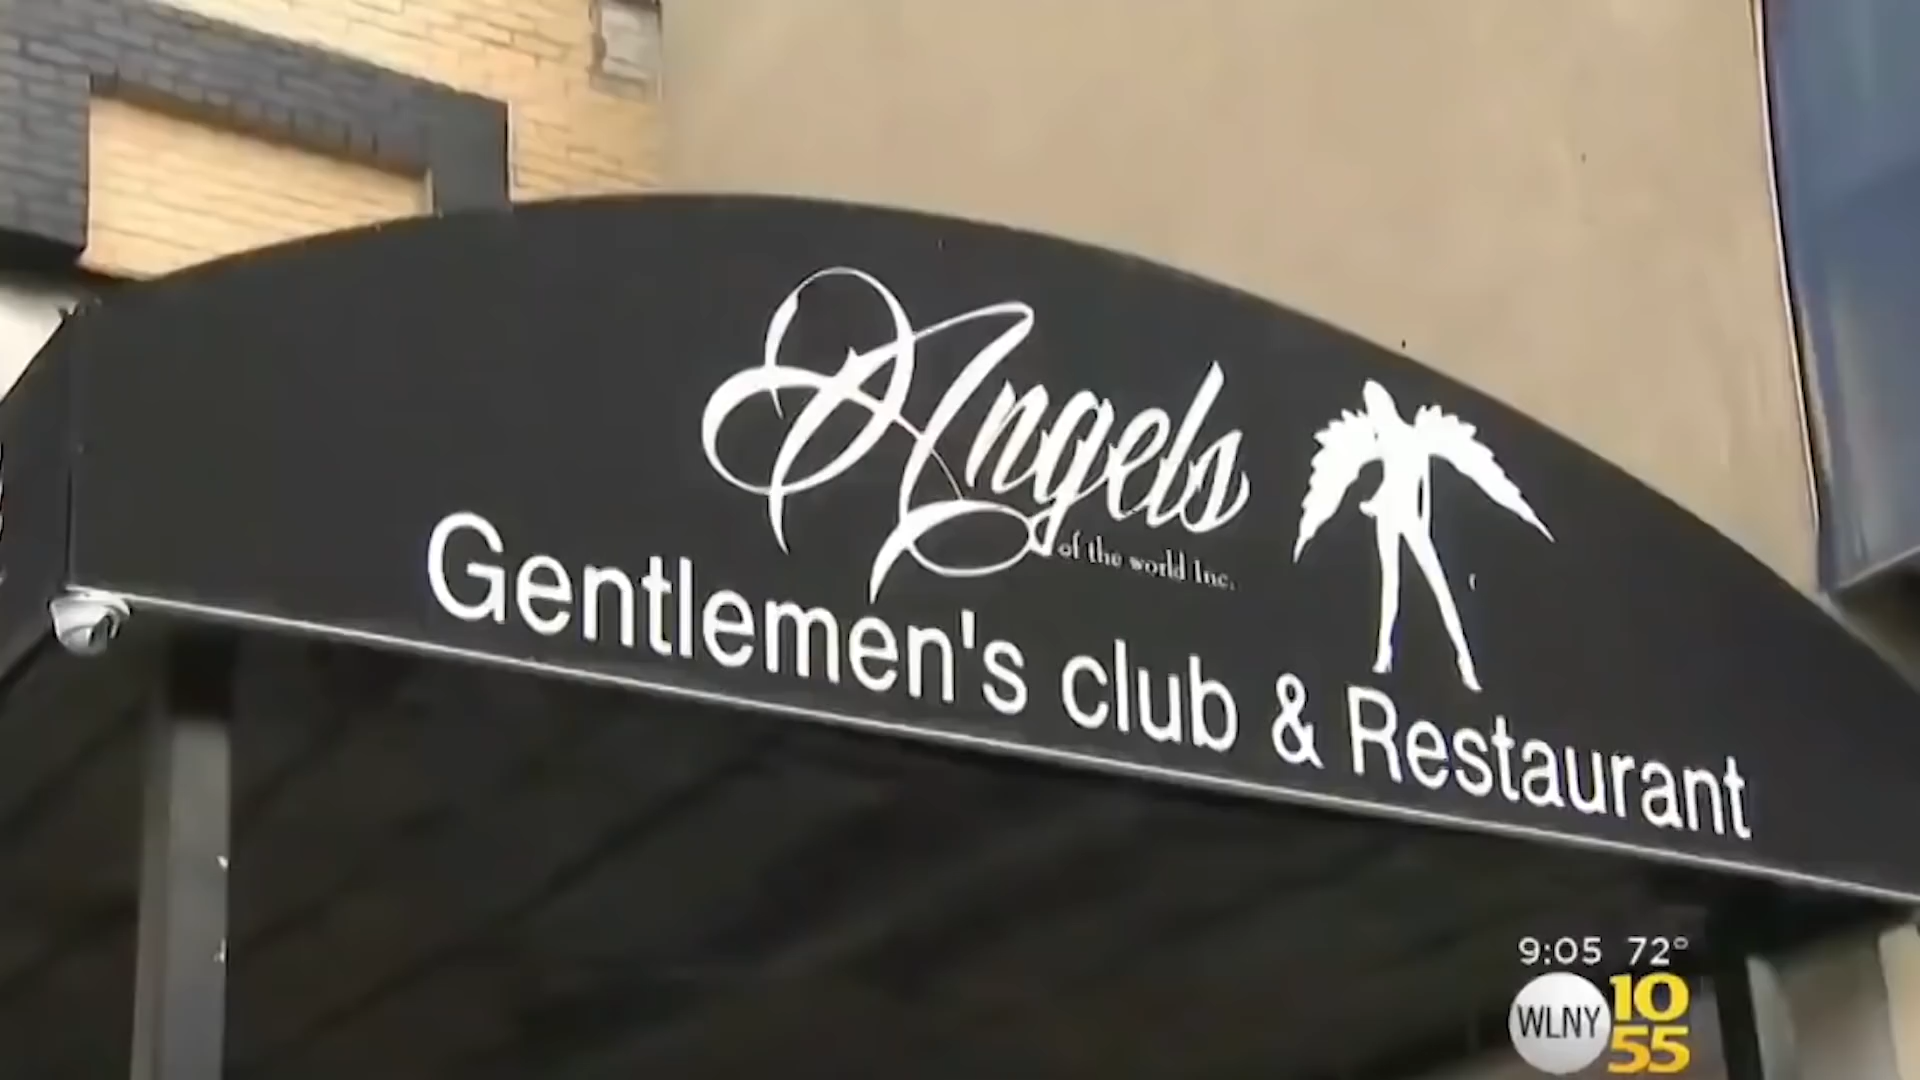 Angels
of the world Inc.
Gentlemen's club & Restaurant
9:05 72°
WLNY 10
55